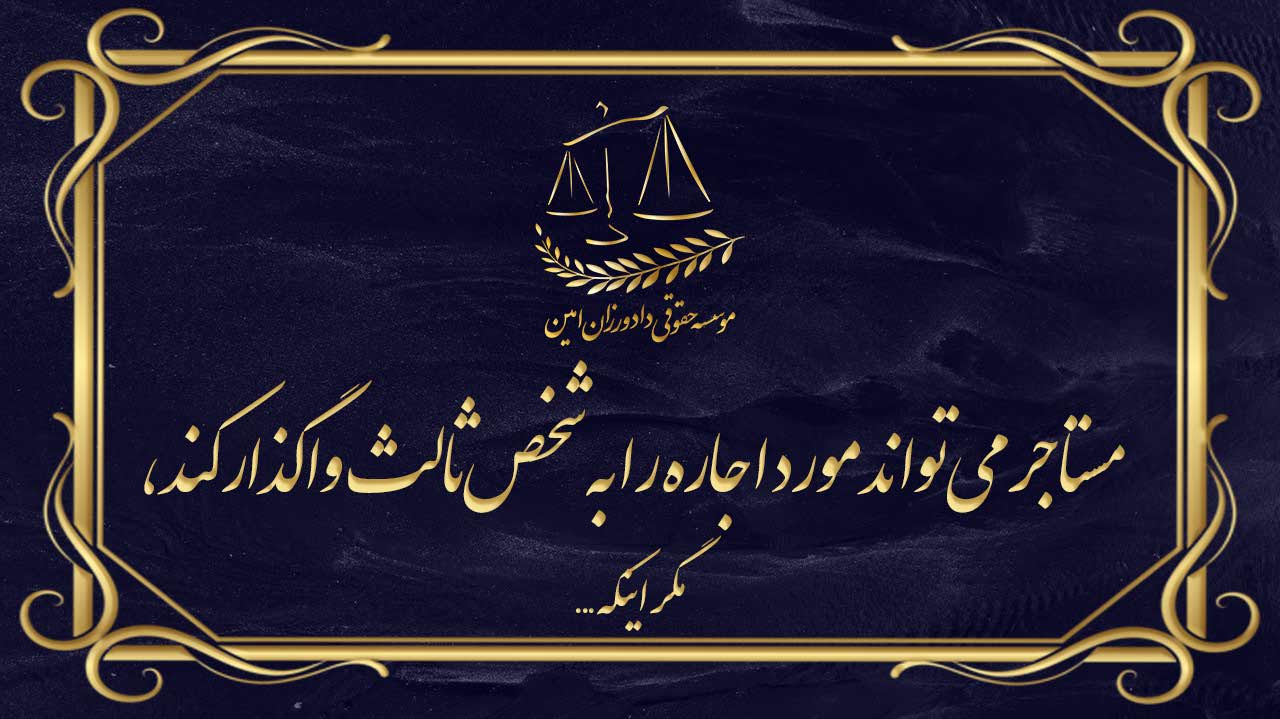 موسسه حقوقی دادورزان امین
مستاجر می تواند مورد اجاره را به شخص ثالث واگذار کند،
مگر اینکه...